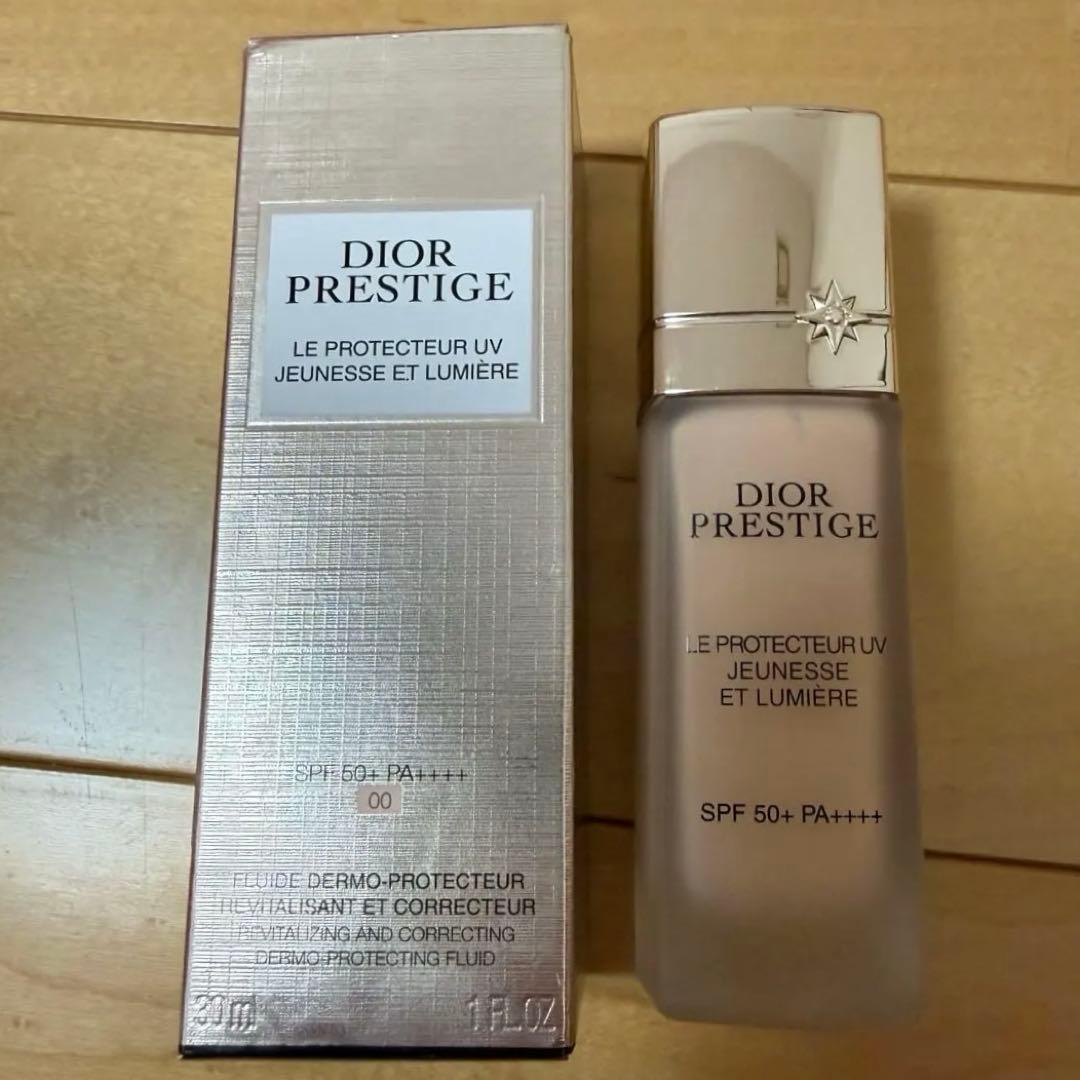 DIOR
PRESTIGE
LE PROTECTEUR UV
JEUNESSE ET LUMIÈRE
SPF 50+ PA++++
00
FLUIDE DERMO-PROTECTEUR
REVITALISANT ET CORRECTEUR
REVITALIZING AND CORRECTING
DERMO-PROTECTING FLUID
30ml 1 FL.OZ
DIOR
PRESTIGE
LE PROTECTEUR UV
JEUNESSE
ET LUMIÈRE
SPF 50+ PA++++